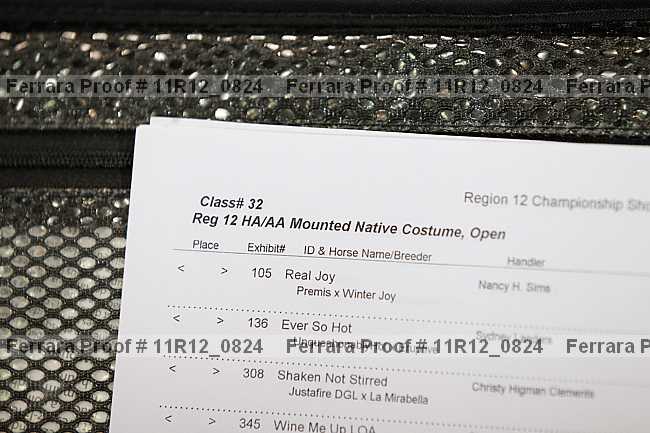 Ferrara Proof # 11R12_0824 Ferrara Proof # 11R12_0824 Ferrara
Class# 32 Region 12 Championship
Reg 12 HA/AA Mounted Native Costume, Open
Place Exhibit# ID & Horse Name/Breeder Handler
< > 105 Real Joy Nancy H. Sims
Premis x Winter Joy
< > 136 Ever So Hot Sydney
Ferrara Proof # 11R12_0824 Ferrara Proof # 11R12_0824 Ferrara
< > 308 Shaken Not Stirred Christy Higman Clements
Justafire DGL x La Mirabella
< > 345 Wine Me Up LOA